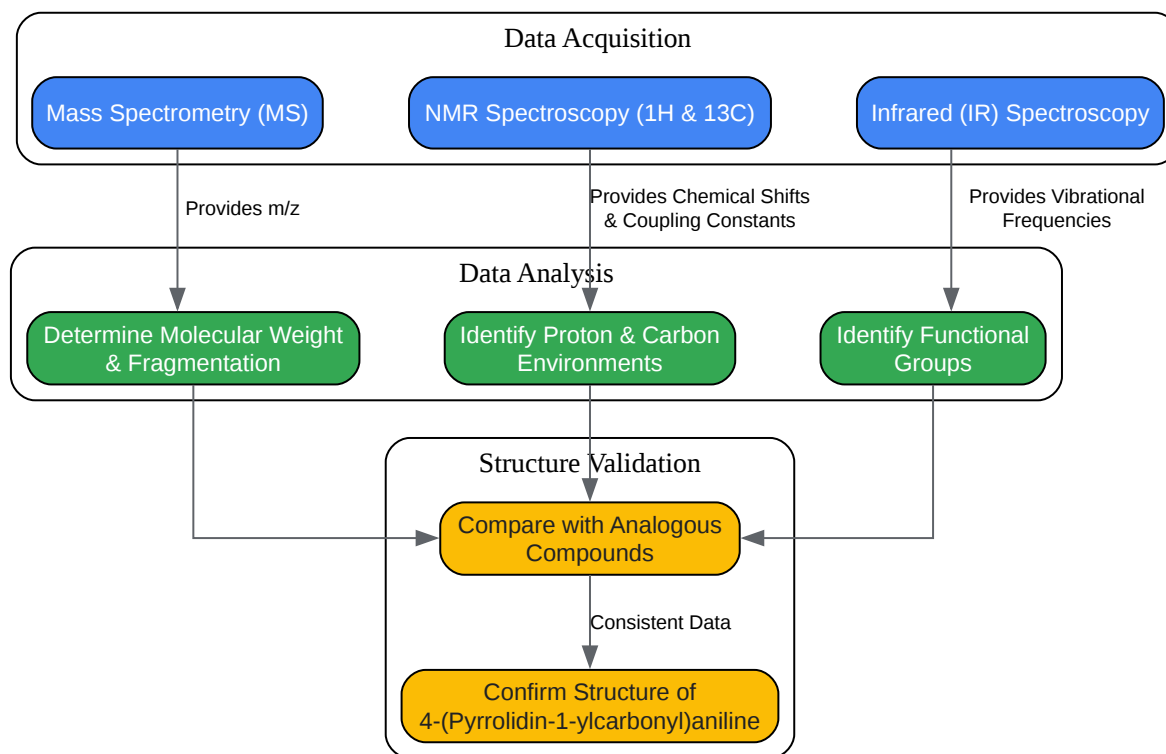 Data Acquisition
Mass Spectrometry (MS)
NMR Spectroscopy (1H & 13C)
Infrared (IR) Spectroscopy
Provides m/z
Provides Chemical Shifts
& Coupling Constants
Provides Vibrational
Frequencies
Data Analysis
Determine Molecular Weight
& Fragmentation
Identify Proton & Carbon
Environments
Identify Functional
Groups
Structure Validation
Compare with Analogous
Compounds
Consistent Data
Confirm Structure of
4-(Pyrrolidin-1-ylcarbonyl)aniline